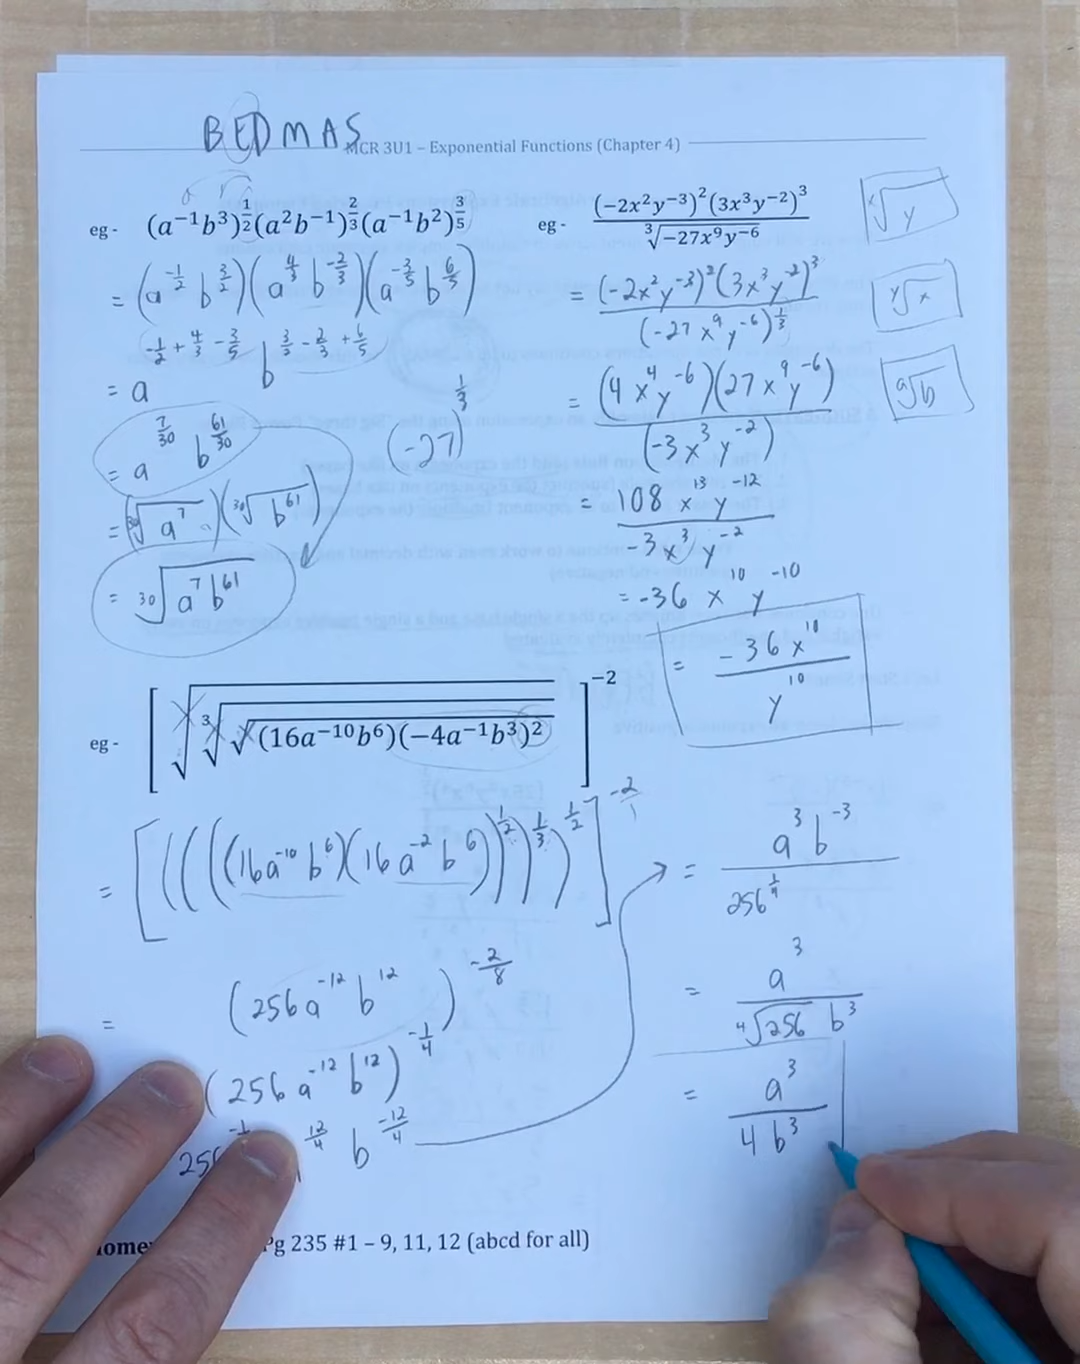 BEDMAS
MCR 3U1 – Exponential Functions (Chapter 4)
eg - (a⁻¹b³)^(1/2) (a²b⁻¹)^(2/3) (a⁻¹b²)^(3/5)
= (a^(-1/2) b^(3/2))(a^(4/3) b^(-2/3))(a^(-3/5) b^(6/5))
= a^(-1/2 + 4/3 - 3/5) b^(3/2 - 2/3 + 6/5)
= a^(7/30) b^(61/30)
(-27)^(1/3)
= (³⁰√a⁷)(³⁰√b⁶¹)
= ³⁰√(a⁷b⁶¹)
eg - (−2x²y⁻³)²(3x³y⁻²)³ / ³√(−27x⁹y⁻⁶)
= (-2x²y⁻³)²(3x³y⁻²)³ / (-27x⁹y⁻⁶)^(1/3)
= (4x⁴y⁻⁶)(27x⁹y⁻⁶) / (-3x³y⁻²)
= 108x¹³y⁻¹² / -3x³y⁻²
= -36x¹⁰y⁻¹⁰
= -36x¹⁰ / y¹⁰
ˣ√y
ʸ√x
ᵃ√b
eg - [√(³√(√((16a⁻¹⁰b⁶)(−4a⁻¹b³)²)))]⁻²
= [((((16a⁻¹⁰b⁶)(16a⁻²b⁶))^(1/2))^(1/3))^(1/2)]^(-2/1)
= (256a⁻¹²b¹²)^(-2/8)
(256a⁻¹²b¹²)^(-1/4)
b^(-12/4)
= a³b⁻³ / 256^(1/4)
= a³ / ⁴√256 b³
= a³ / 4b³
Pg 235 #1 – 9, 11, 12 (abcd for all)